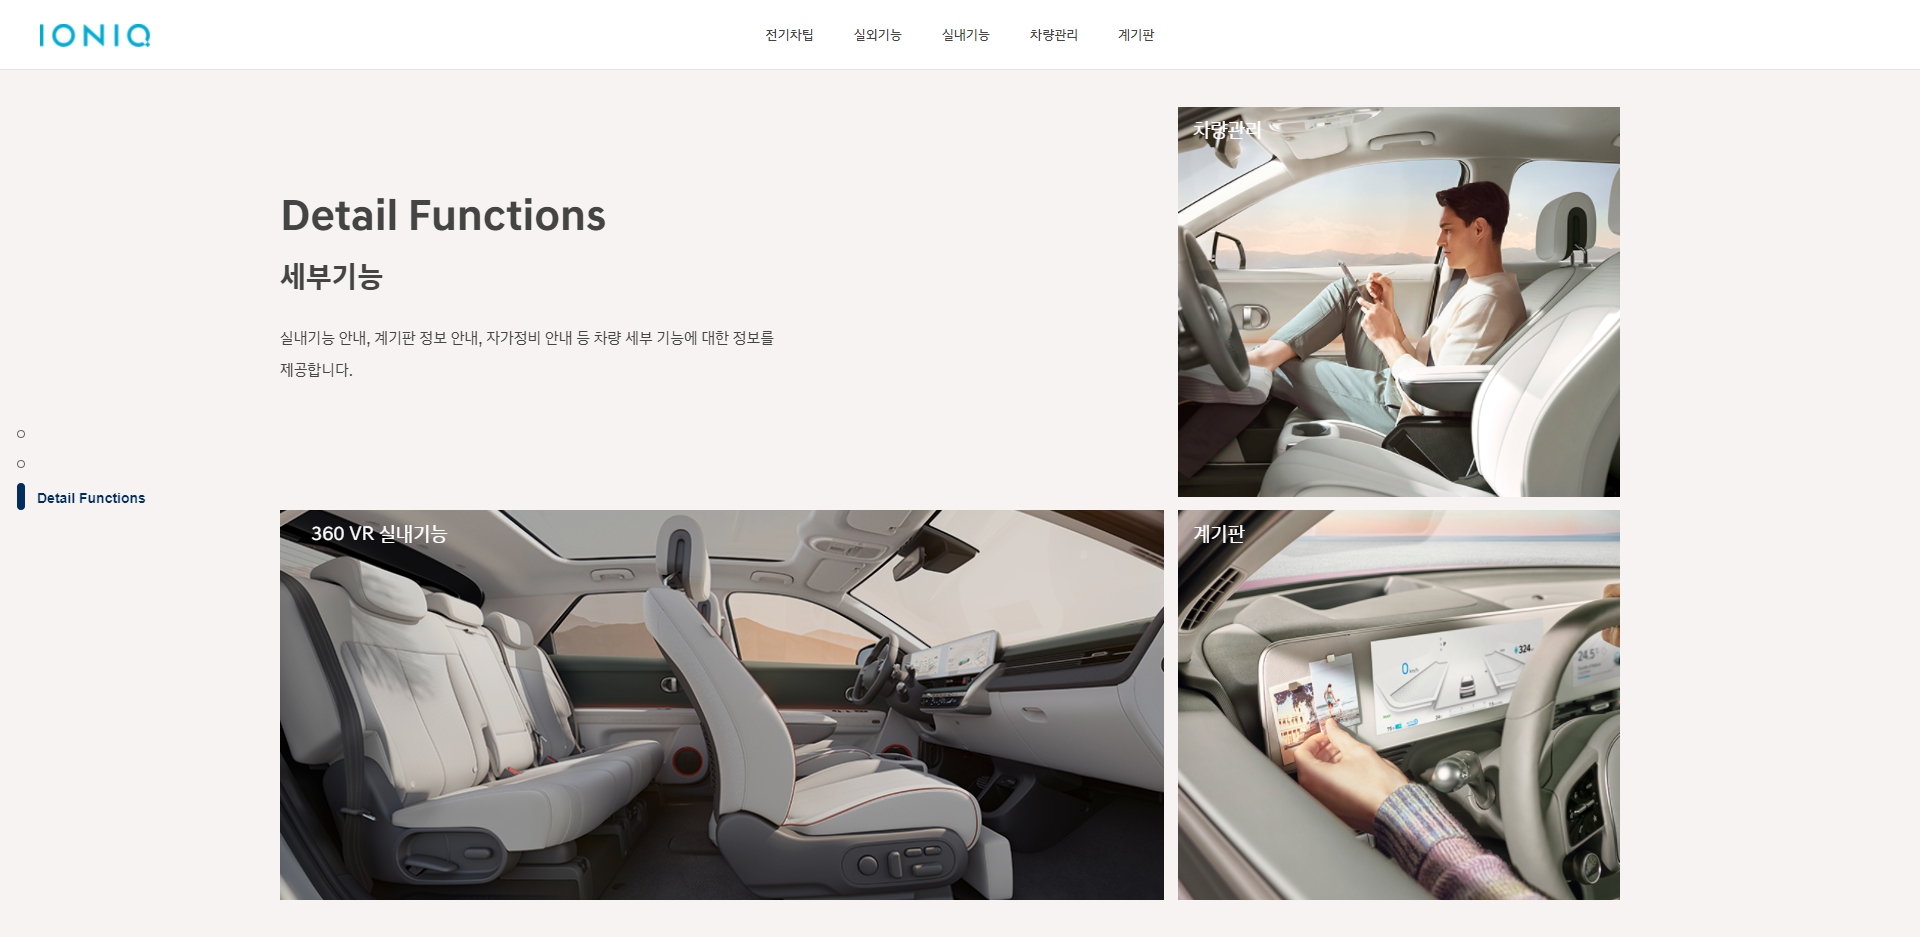 IONIQ
전기차팁
실외기능
실내기능
차량관리
계기판
Detail Functions
세부기능
실내기능 안내, 계기판 정보 안내, 자가정비 안내 등 차량 세부 기능에 대한 정보를
제공합니다.
차량관리
Detail Functions
360 VR 실내기능
계기판
0
324
24.5